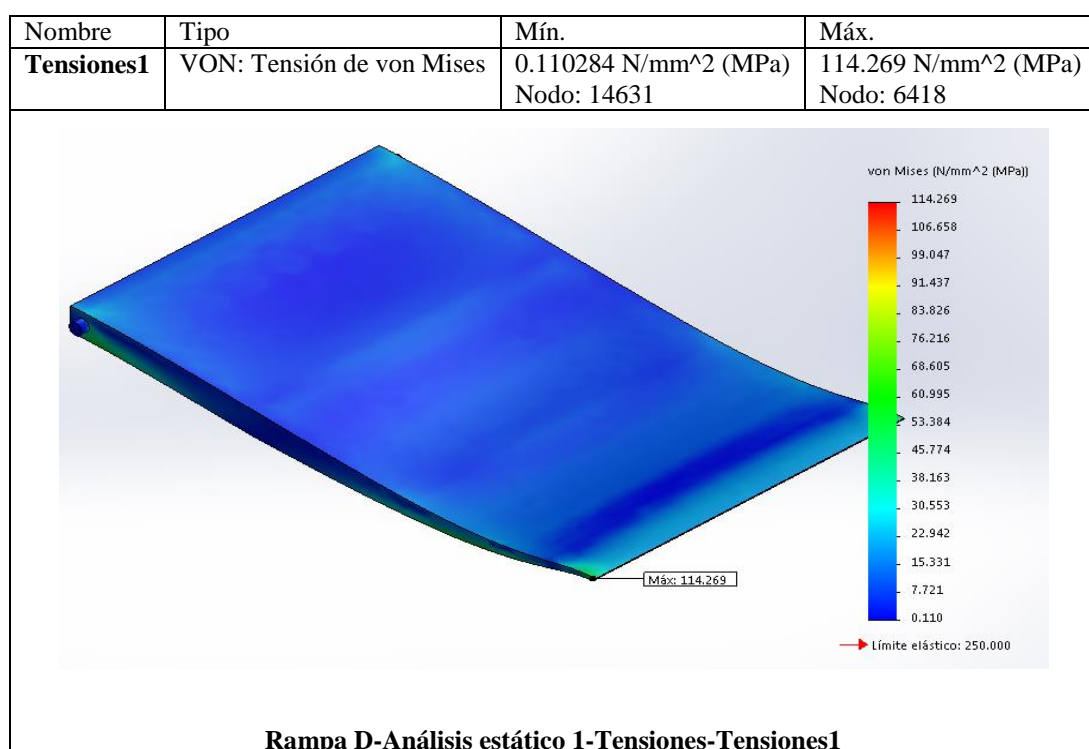 Nombre Tipo Mín. Máx.
Tensiones1 VON: Tensión de von Mises 0.110284 N/mm^2 (MPa) 114.269 N/mm^2 (MPa)
Nodo: 14631 Nodo: 6418
von Mises (N/mm^2 (MPa))
114.269
106.658
99.047
91.437
83.826
76.216
68.605
60.995
53.384
45.774
38.163
30.553
22.942
15.331
7.721
0.110
Límite elástico: 250.000
Máx: 114.269
Rampa D-Análisis estático 1-Tensiones-Tensiones1